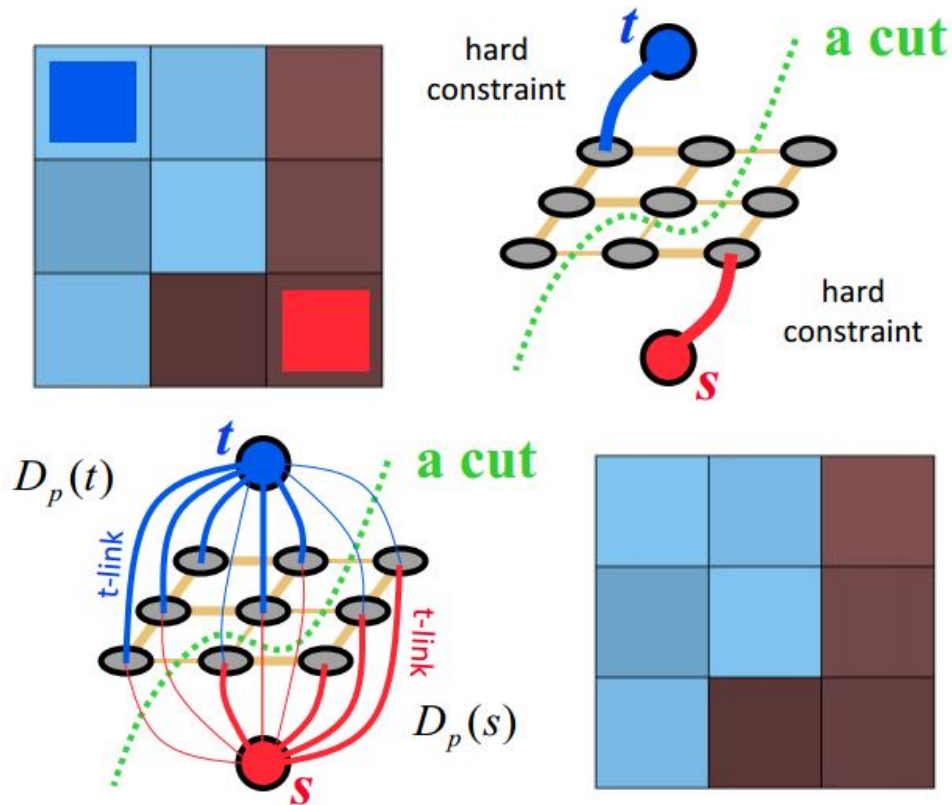 hard
constraint
t
a cut
hard
constraint
s
D_p(t)
t
a cut
t-link
t-link
D_p(s)
s